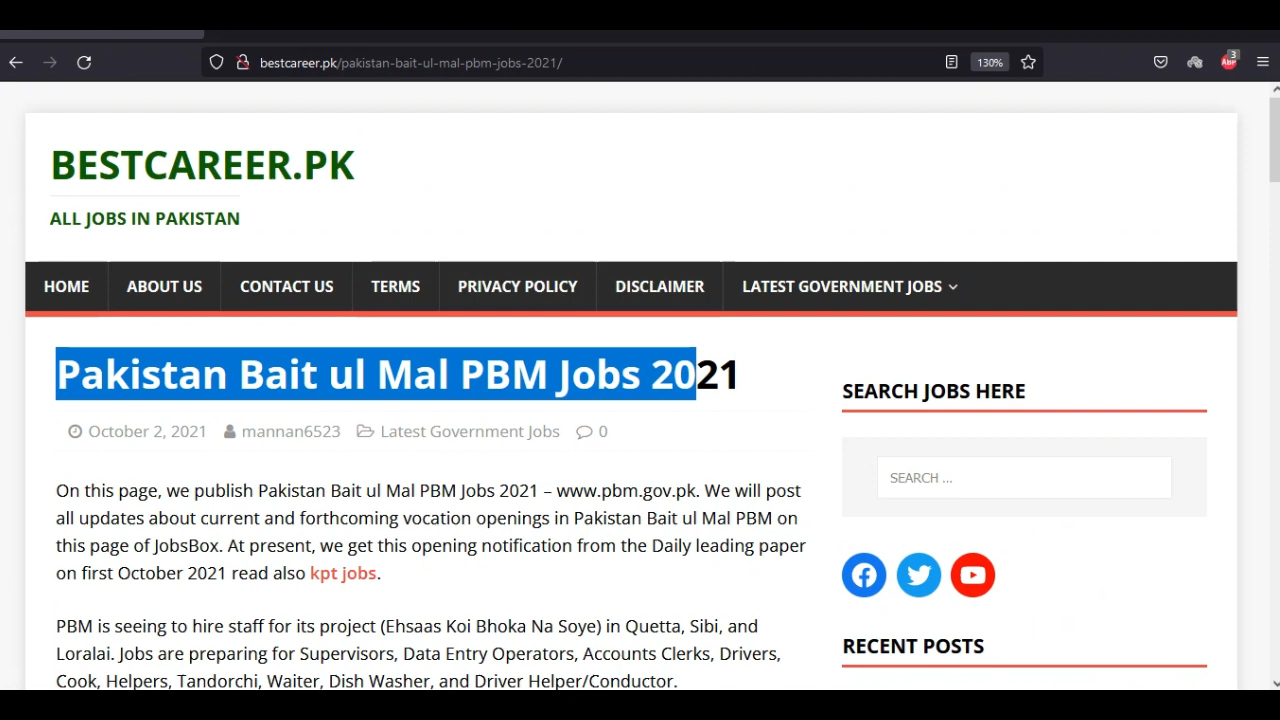 bestcareer.pk/pakistan-bait-ul-mal-pbm-jobs-2021/
130%
ABP
3
BESTCAREER.PK
ALL JOBS IN PAKISTAN
HOME ABOUT US CONTACT US TERMS PRIVACY POLICY DISCLAIMER LATEST GOVERNMENT JOBS
Pakistan Bait ul Mal PBM Jobs 2021
October 2, 2021 mannan6523 Latest Government Jobs 0
On this page, we publish Pakistan Bait ul Mal PBM Jobs 2021 – www.pbm.gov.pk. We will post
all updates about current and forthcoming vocation openings in Pakistan Bait ul Mal PBM on
this page of JobsBox. At present, we get this opening notification from the Daily leading paper
on first October 2021 read also kpt jobs.
PBM is seeing to hire staff for its project (Ehsaas Koi Bhoka Na Soye) in Quetta, Sibi, and
Loralai. Jobs are preparing for Supervisors, Data Entry Operators, Accounts Clerks, Drivers,
Cook, Helpers, Tandorchi, Waiter, Dish Washer, and Driver Helper/Conductor.
SEARCH JOBS HERE
SEARCH ...
RECENT POSTS